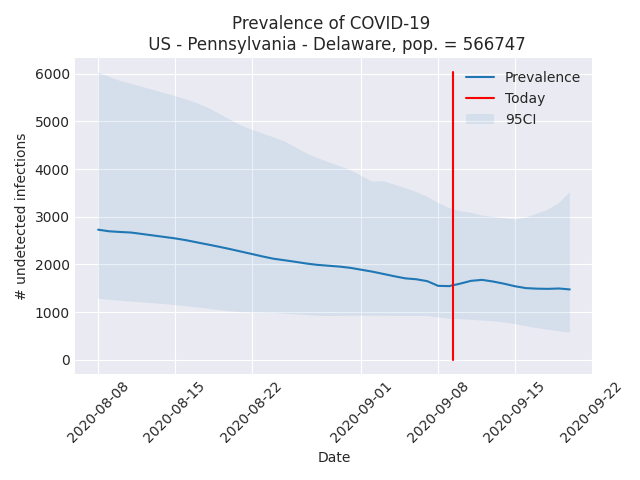 Prevalence of COVID-19
US - Pennsylvania - Delaware, pop. = 566747
6000
5000
4000
3000
2000
1000
0
# undetected infections
Prevalence
Today
95CI
2020-08-08
2020-08-15
2020-08-22
2020-09-01
2020-09-08
2020-09-15
2020-09-22
Date